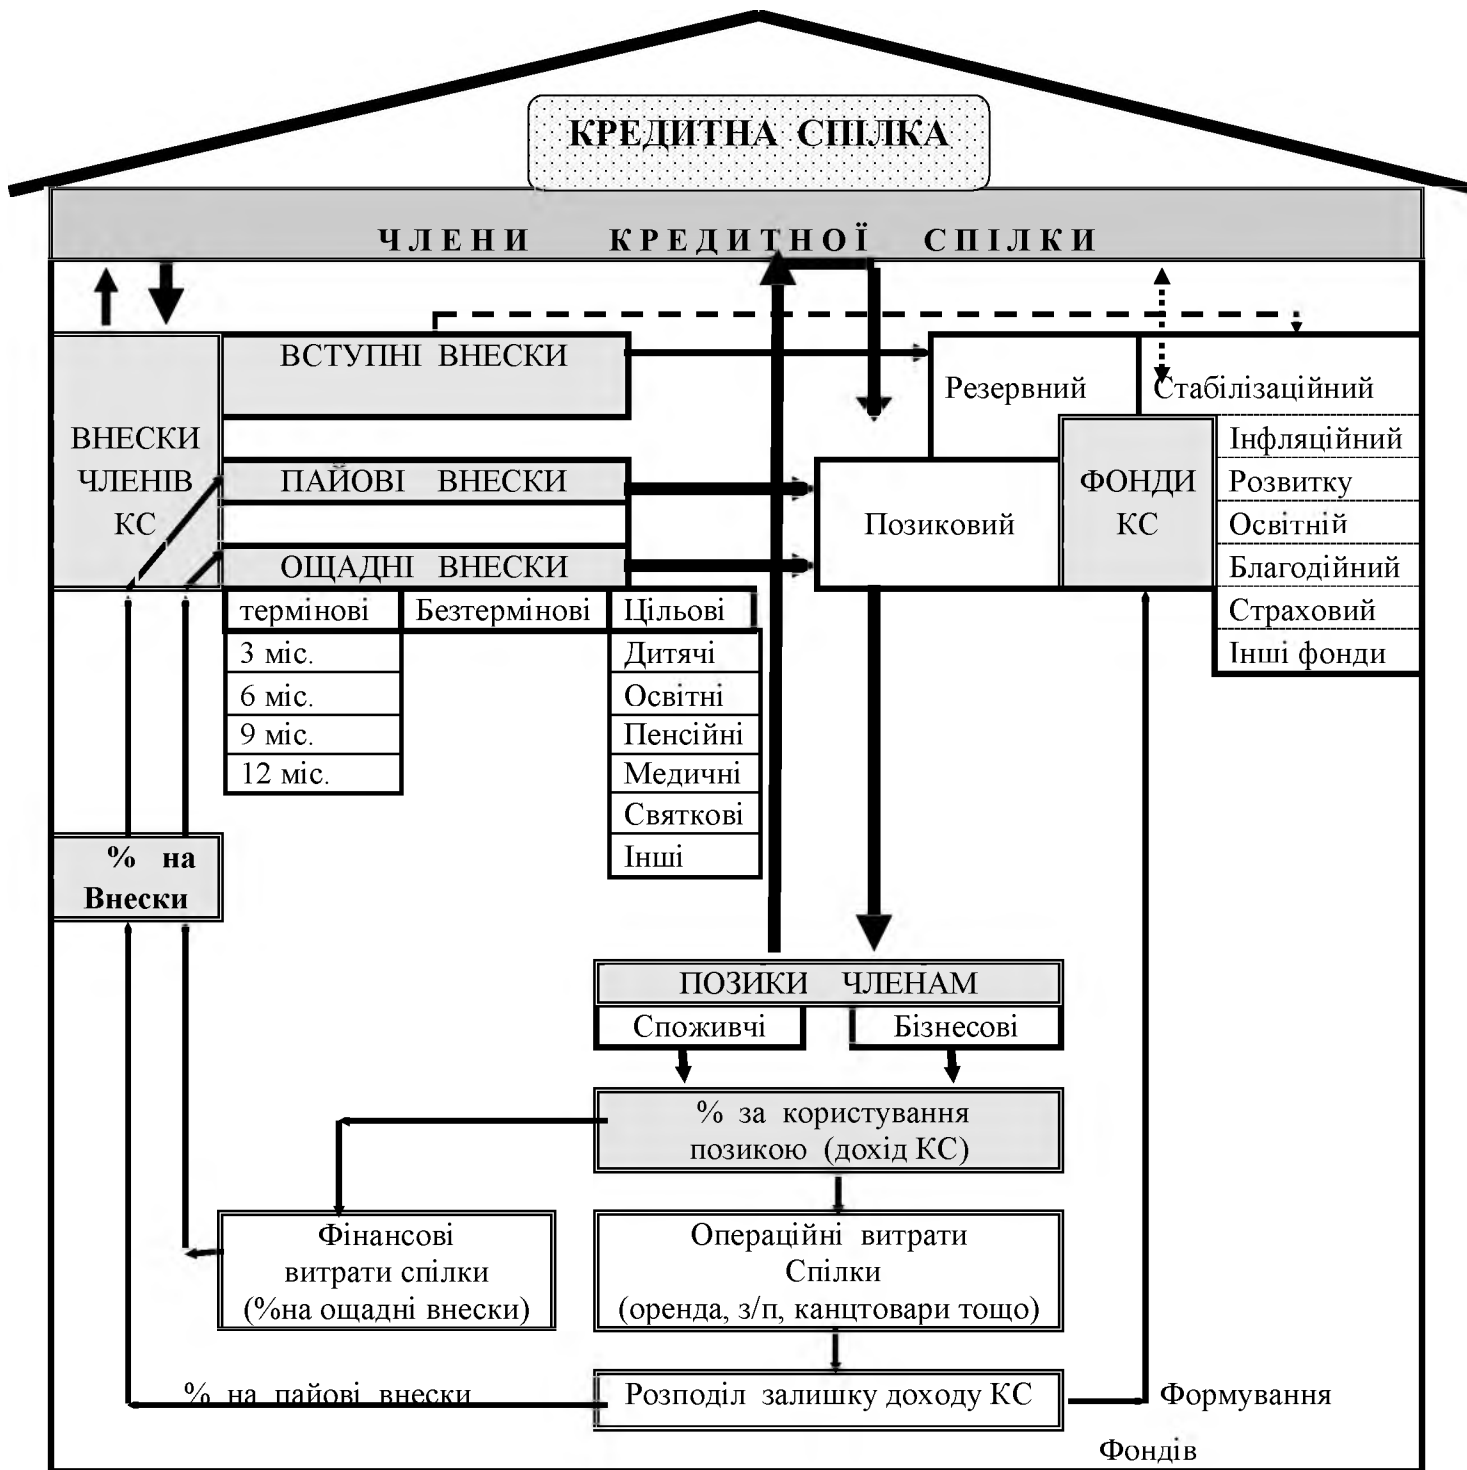 КРЕДИТНА СПІЛКА
ЧЛЕНИ КРЕДИТНОЇ СПІЛКИ
ВНЕСКИ
ЧЛЕНІВ
КС
ВСТУПНІ ВНЕСКИ
ПАЙОВІ ВНЕСКИ
ОЩАДНІ ВНЕСКИ
термінові
Безтермінові
Цільові
3 міс.
6 міс.
9 міс.
12 міс.
Дитячі
Освітні
Пенсійні
Медичні
Святкові
Інші
Резервний
Стабілізаційний
Позиковий
ФОНДИ
КС
Інфляційний
Розвитку
Освітній
Благодійний
Страховий
Інші фонди
% на
Внески
ПОЗИКИ ЧЛЕНАМ
Споживчі
Бізнесові
% за користування
позикою (дохід КС)
Фінансові
витрати спілки
(%на ощадні внески)
Операційні витрати
Спілки
(оренда, з/п, канцтовари тощо)
% на пайові внески
Розподіл залишку доходу КС
Формування
Фондів